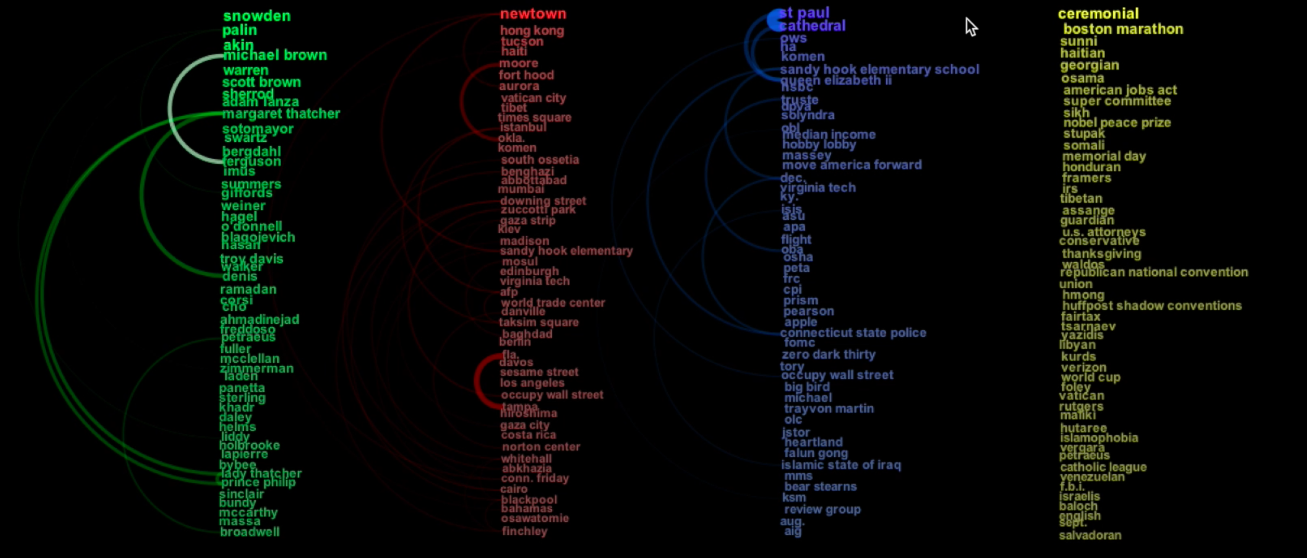 snowden
palin
akin
michael brown
warren
scott brown
sherrod
adam lanza
margaret thatcher
sotomayor
swartz
bergdahl
ferguson
imus
summers
giffords
weiner
hagel
o'donnell
blagojevich
hasan
troy davis
walker
denis
ramadan
corsi
cho
ahmadinejad
freddoso
petraeus
fuller
mcclellan
zimmerman
laden
panetta
sterling
khadr
daley
helms
liddy
holbrooke
lapierre
bybee
lady thatcher
prince philip
sinclair
bundy
mccarthy
massa
broadwell
newtown
hong kong
tucson
haiti
moore
fort hood
aurora
vatican city
tibet
times square
istanbul
okla.
komen
south ossetia
benghazi
abbottabad
mumbai
downing street
zuccotti park
gaza strip
kiev
madison
sandy hook elementary
mosul
edinburgh
virginia tech
afp
world trade center
danville
taksim square
baghdad
berlin
fla.
davos
sesame street
los angeles
occupy wall street
tampa
hiroshima
gaza city
costa rica
norton center
whitehall
abkhazia
conn. friday
cairo
blackpool
bahamas
osawatomie
finchley
st paul
cathedral
ows
ha
komen
sandy hook elementary school
queen elizabeth ii
hsbc
truste
solyndra
obl
median income
hobby lobby
massey
move america forward
dec.
virginia tech
ky.
isis
asu
apa
flight
oba
osha
peta
frc
cpi
prism
pearson
apple
connecticut state police
fomc
zero dark thirty
tory
occupy wall street
big bird
michael
trayvon martin
olc
jstor
heartland
falun gong
islamic state of iraq
mms
bear stearns
ksm
review group
aug.
aig
ceremonial
boston marathon
sunni
haitian
georgian
osama
american jobs act
super committee
sikh
nobel peace prize
stupak
somali
memorial day
honduran
framers
irs
tibetan
assange
guardian
u.s. attorneys
conservative
thanksgiving
waldos
republican national convention
union
hmong
huffpost shadow conventions
fairtax
tsarnaev
yazidis
libyan
kurds
verizon
world cup
foley
vatican
rutgers
maliki
hutaree
islamophobia
vergara
petraeus
catholic league
venezuelan
f.b.i.
israelis
baloch
english
sept.
salvadoran